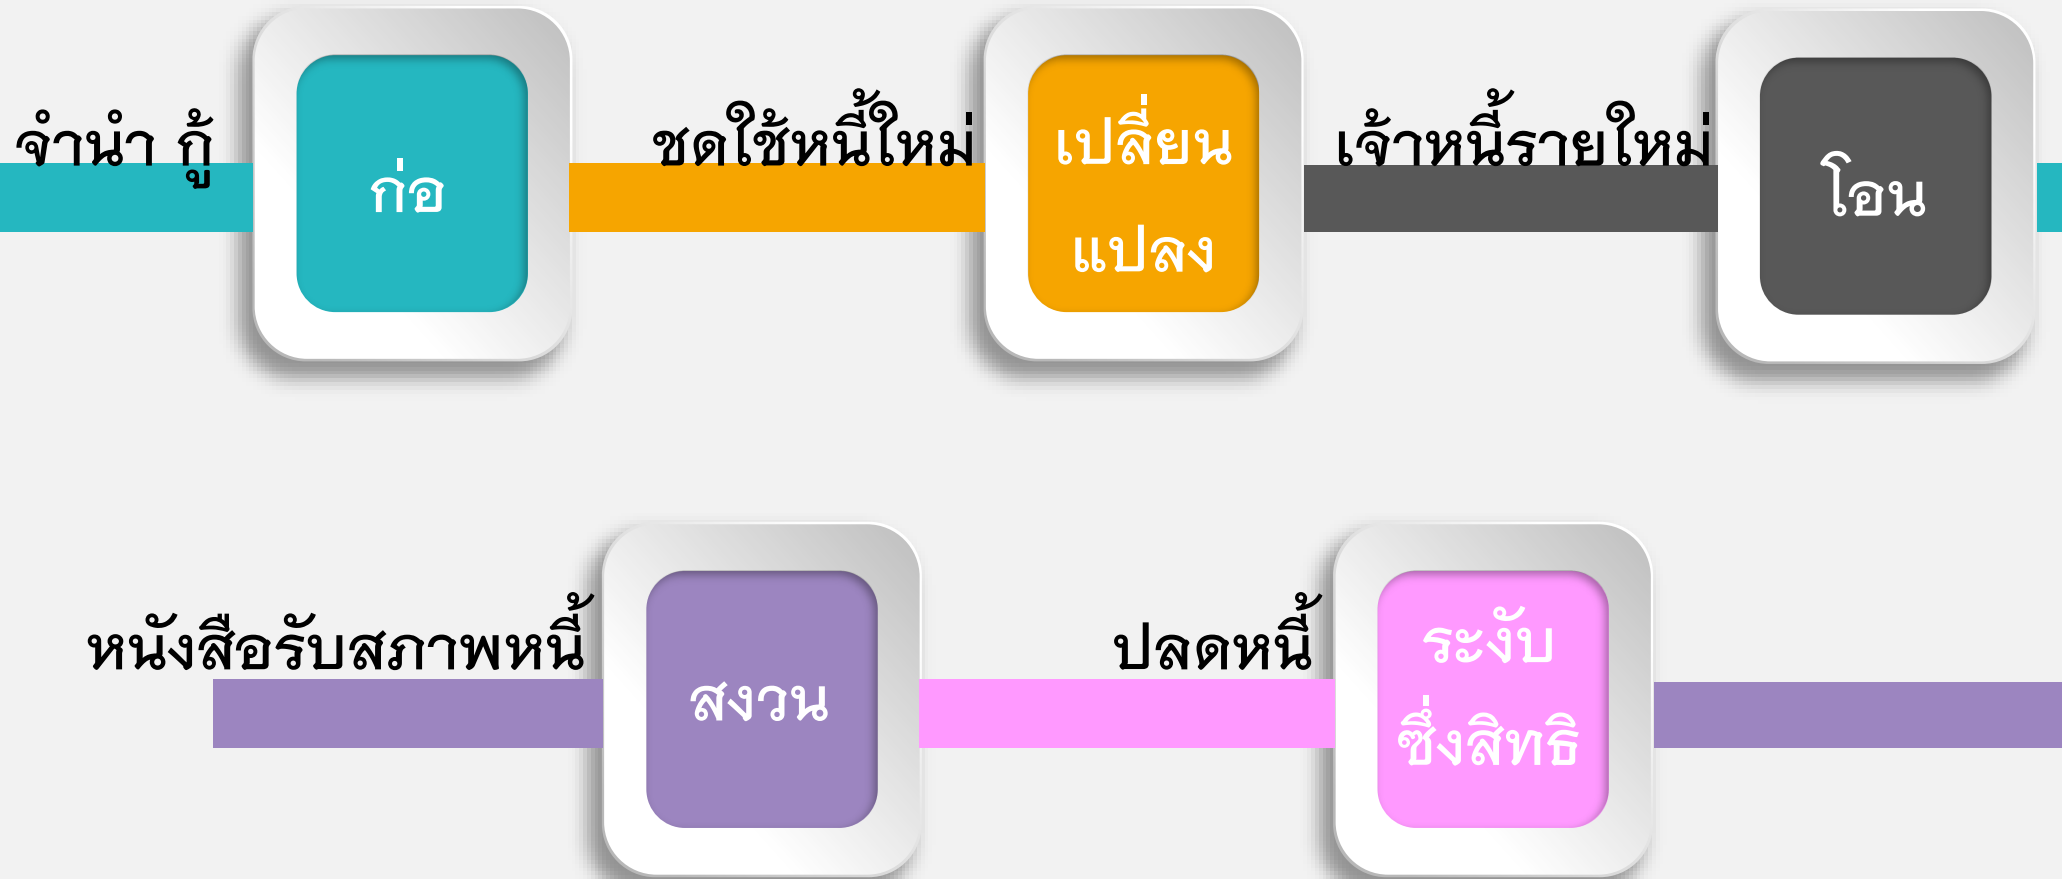 จำนำ กู้
ก่อ
ชดใช้หนี้ใหม่
เปลี่ยน
แปลง
เจ้าหนี้รายใหม่
โอน
หนังสือรับสภาพหนี้
สงวน
ปลดหนี้
ระงับ
ซึ่งสิทธิ